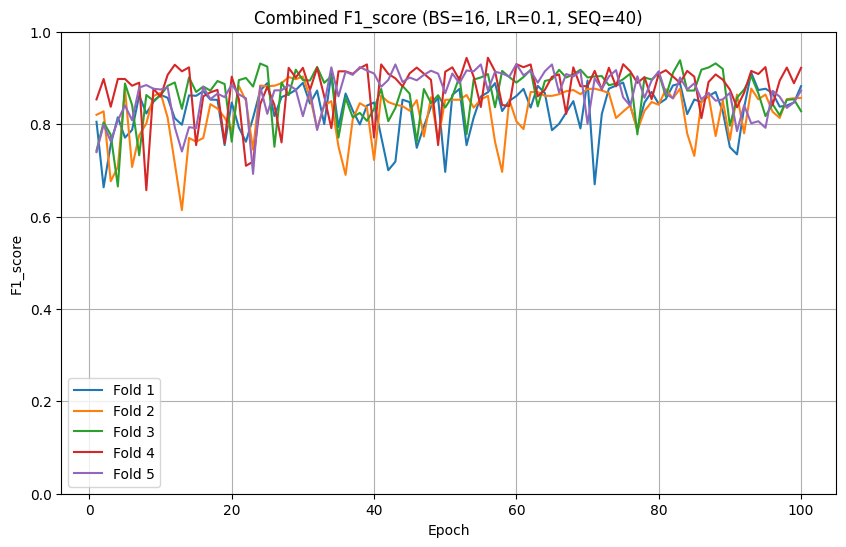 Combined F1_score (BS=16, LR=0.1, SEQ=40)
1.0
0.8
0.6
0.4
0.2
0.0
F1_score
Fold 1
Fold 2
Fold 3
Fold 4
Fold 5
0 20 40 60 80 100
Epoch